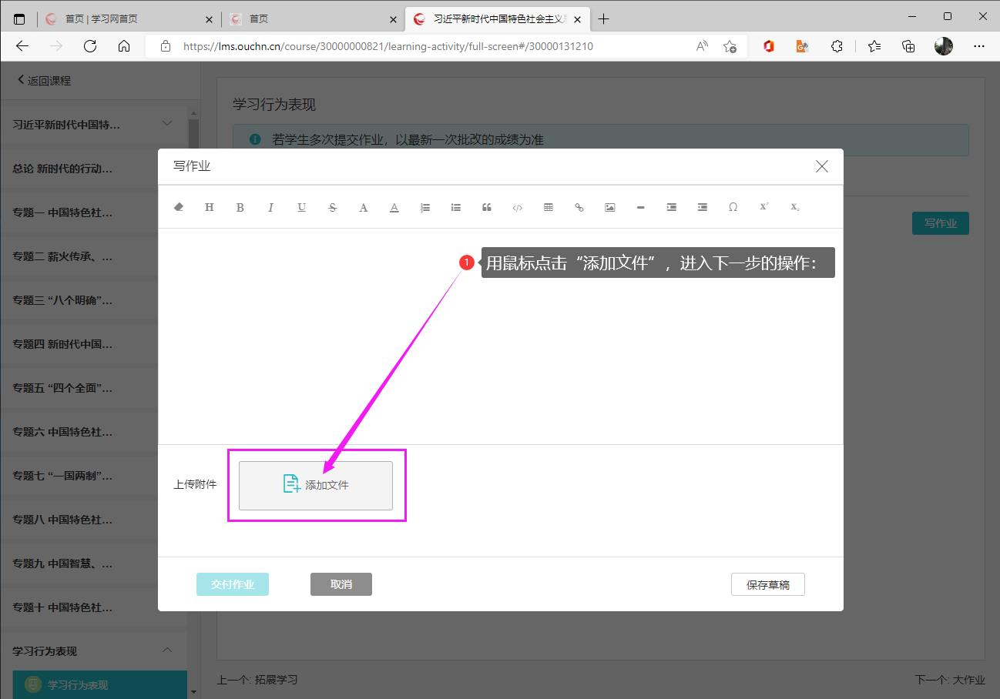 首页 | 学习网首页
首页
习近平新时代中国特色社会主义
https://lms.ouchn.cn/course/30000000821/learning-activity/full-screen#/30000131210
返回课程
习近平新时代中国特...
总论 新时代的行动...
专题一 中国特色社...
专题二 薪火传承、...
专题三 “八个明确”...
专题四 新时代中国...
专题五 “四个全面”...
专题六 中国特色社...
专题七 “一国两制”...
专题八 中国特色社...
专题九 中国智慧、...
专题十 中国特色社...
学习行为表现
学习行为表现
学习行为表现
若学生多次提交作业，以最新一次批改的成绩为准
写作业
写作业
H B I U S A A
1 用鼠标点击“添加文件”，进入下一步的操作：
上传附件
添加文件
交付作业
取消
保存草稿
上一个: 拓展学习
下一个: 大作业